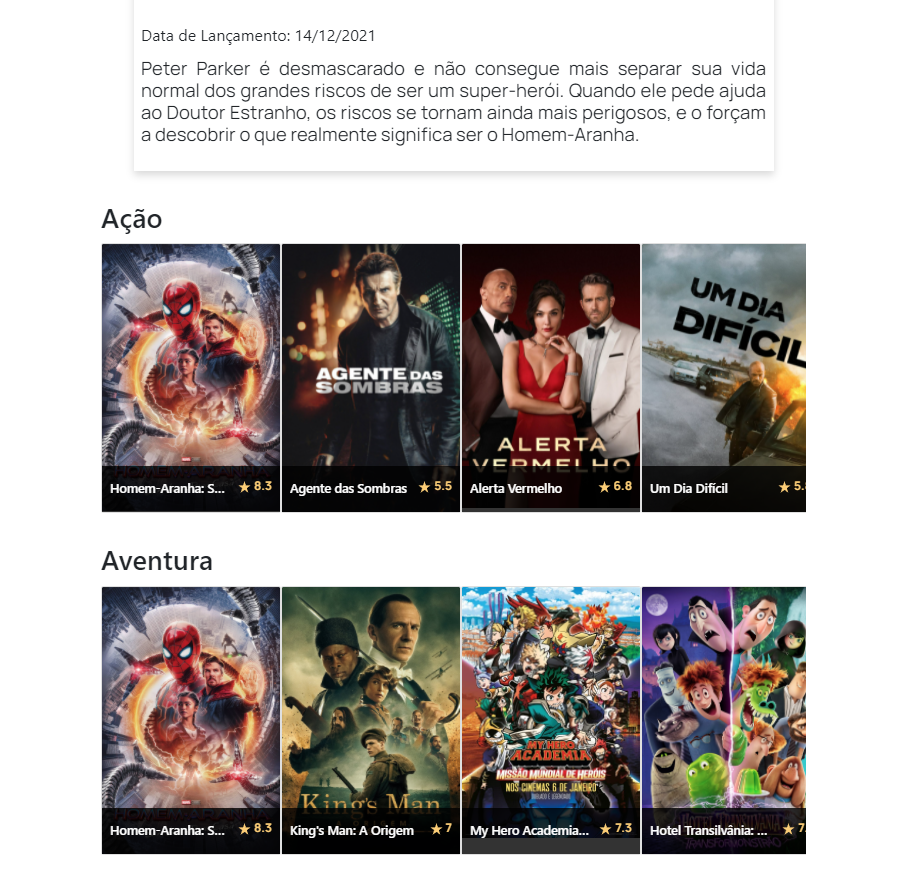 Data de Lançamento: 14/12/2021
Peter Parker é desmascarado e não consegue mais separar sua vida
normal dos grandes riscos de ser um super-herói. Quando ele pede ajuda
ao Doutor Estranho, os riscos se tornam ainda mais perigosos, e o forçam
a descobrir o que realmente significa ser o Homem-Aranha.
Ação
AGENTE DAS
SOMBRAS
ALERTA
VERMELHO
UM DIA
DIFÍCIL
Homem-Aranha: S... ★ 8.3
Agente das Sombras ★ 5.5
Alerta Vermelho ★ 6.8
Um Dia Difícil ★ 5.
Aventura
King's Man
MY HERO
ACADEMIA
MISSÃO MUNDIAL DE HERÓIS
NOS CINEMAS 6 DE JANEIRO
HOTEL TRANSILVÂNIA
TRANSFORMONSTRÃO
Homem-Aranha: S... ★ 8.3
King's Man: A Origem ★ 7
My Hero Academia... ★ 7.3
Hotel Transilvânia: ... ★ 7.